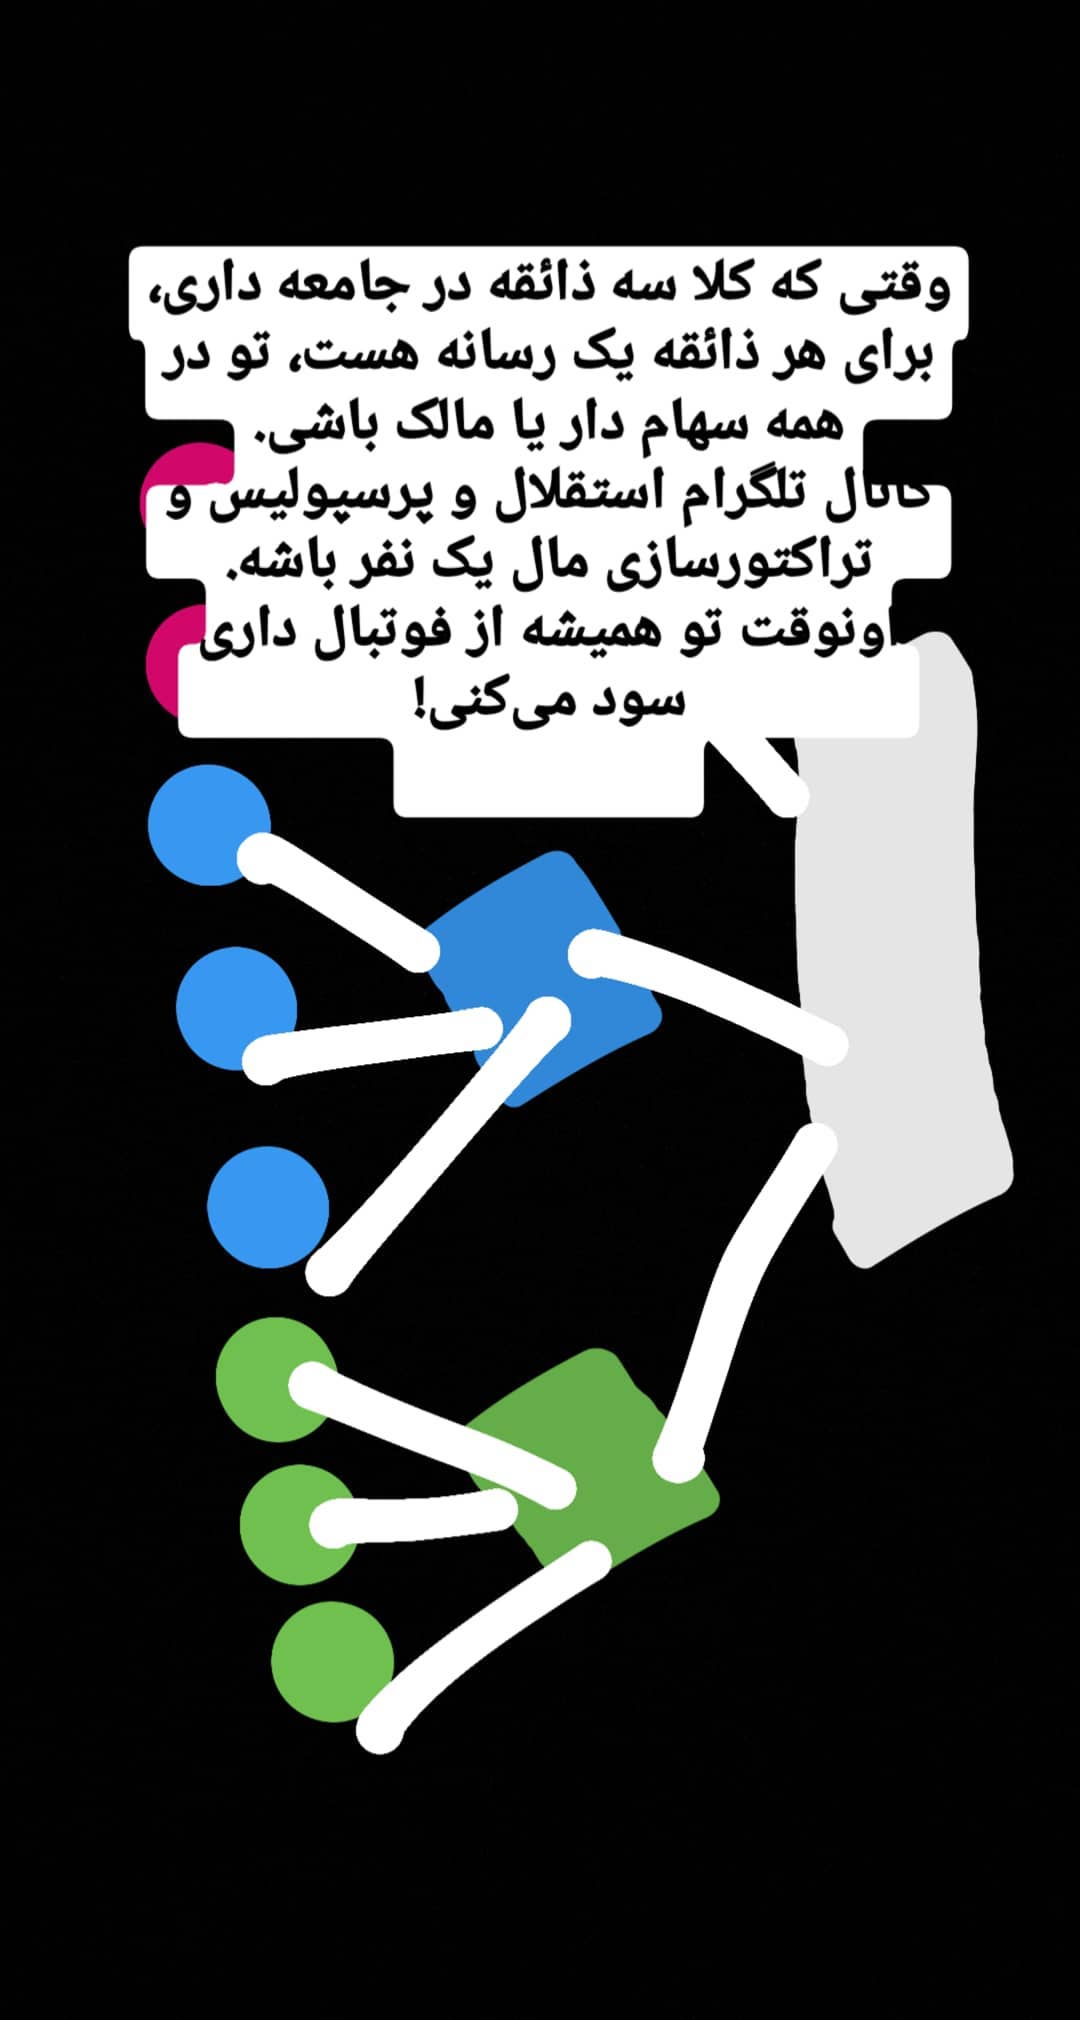 وقتی که کلا سه ذائقه در جامعه داری،
برای هر ذائقه یک رسانه هست، تو در
همه سهام دار یا مالک باشی.
کانال تلگرام استقلال و پرسپولیس و
تراکتورسازی مال یک نفر باشه.
اونوقت تو همیشه از فوتبال داری
سود می‌کنی!